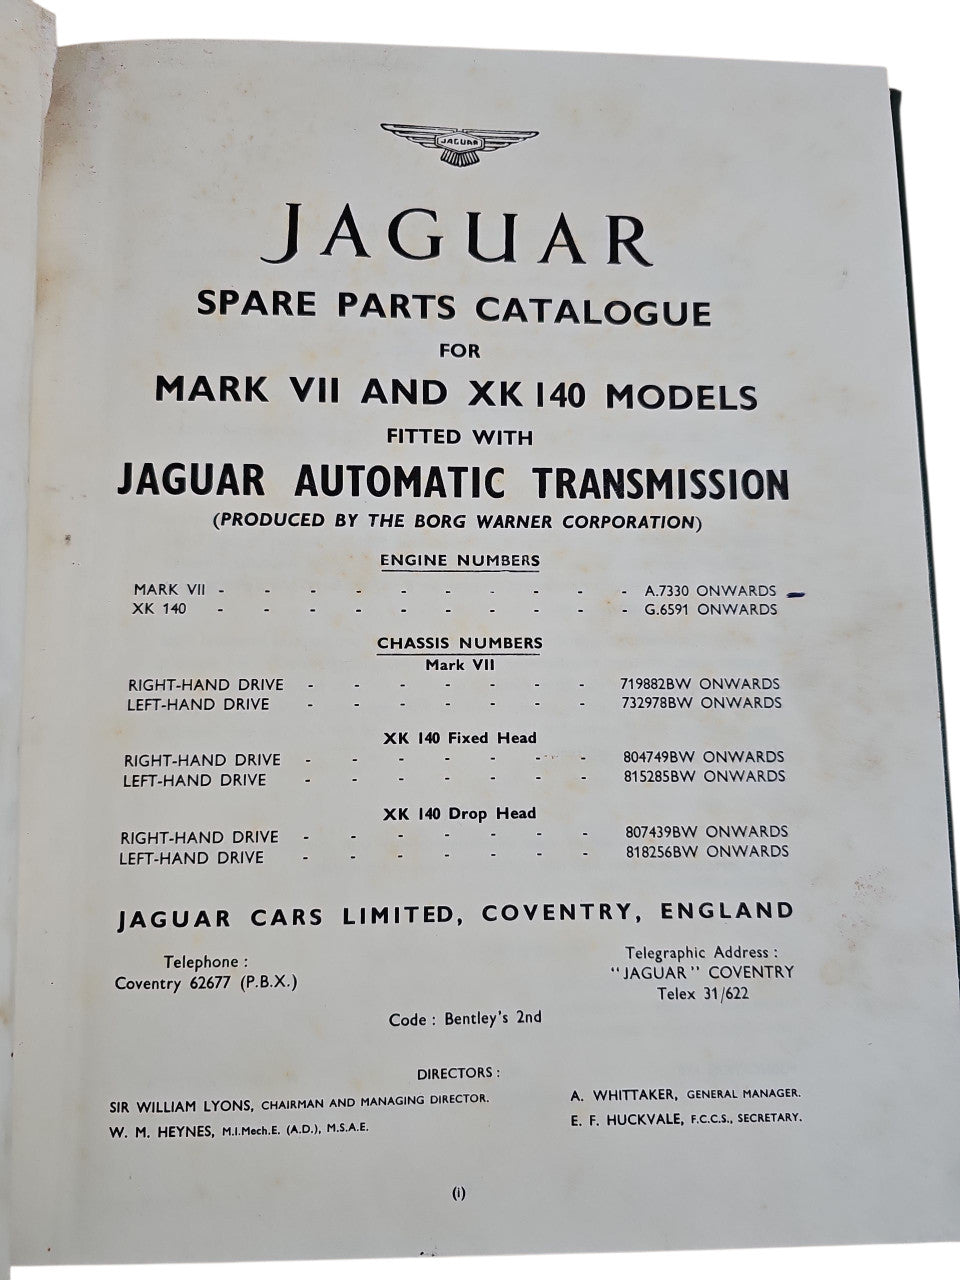 JAGUAR
JAGUAR
SPARE PARTS CATALOGUE
FOR
MARK VII AND XK 140 MODELS
FITTED WITH
JAGUAR AUTOMATIC TRANSMISSION
(PRODUCED BY THE BORG WARNER CORPORATION)
ENGINE NUMBERS
MARK VII - - - - - - - - - - A.7330 ONWARDS
XK 140 - - - - - - - - - - G.6591 ONWARDS
CHASSIS NUMBERS
Mark VII
RIGHT-HAND DRIVE - - - - - - - 719882BW ONWARDS
LEFT-HAND DRIVE - - - - - - - 732978BW ONWARDS
XK 140 Fixed Head
RIGHT-HAND DRIVE - - - - - - - 804749BW ONWARDS
LEFT-HAND DRIVE - - - - - - - 815285BW ONWARDS
XK 140 Drop Head
RIGHT-HAND DRIVE - - - - - - - 807439BW ONWARDS
LEFT-HAND DRIVE - - - - - - - 818256BW ONWARDS
JAGUAR CARS LIMITED, COVENTRY, ENGLAND
Telephone :
Coventry 62677 (P.B.X.)
Telegraphic Address :
"JAGUAR" COVENTRY
Telex 31/622
Code : Bentley's 2nd
DIRECTORS :
SIR WILLIAM LYONS, CHAIRMAN AND MANAGING DIRECTOR.
W. M. HEYNES, M.I.Mech.E. (A.D.), M.S.A.E.
A. WHITTAKER, GENERAL MANAGER.
E. F. HUCKVALE, F.C.C.S., SECRETARY.
(i)